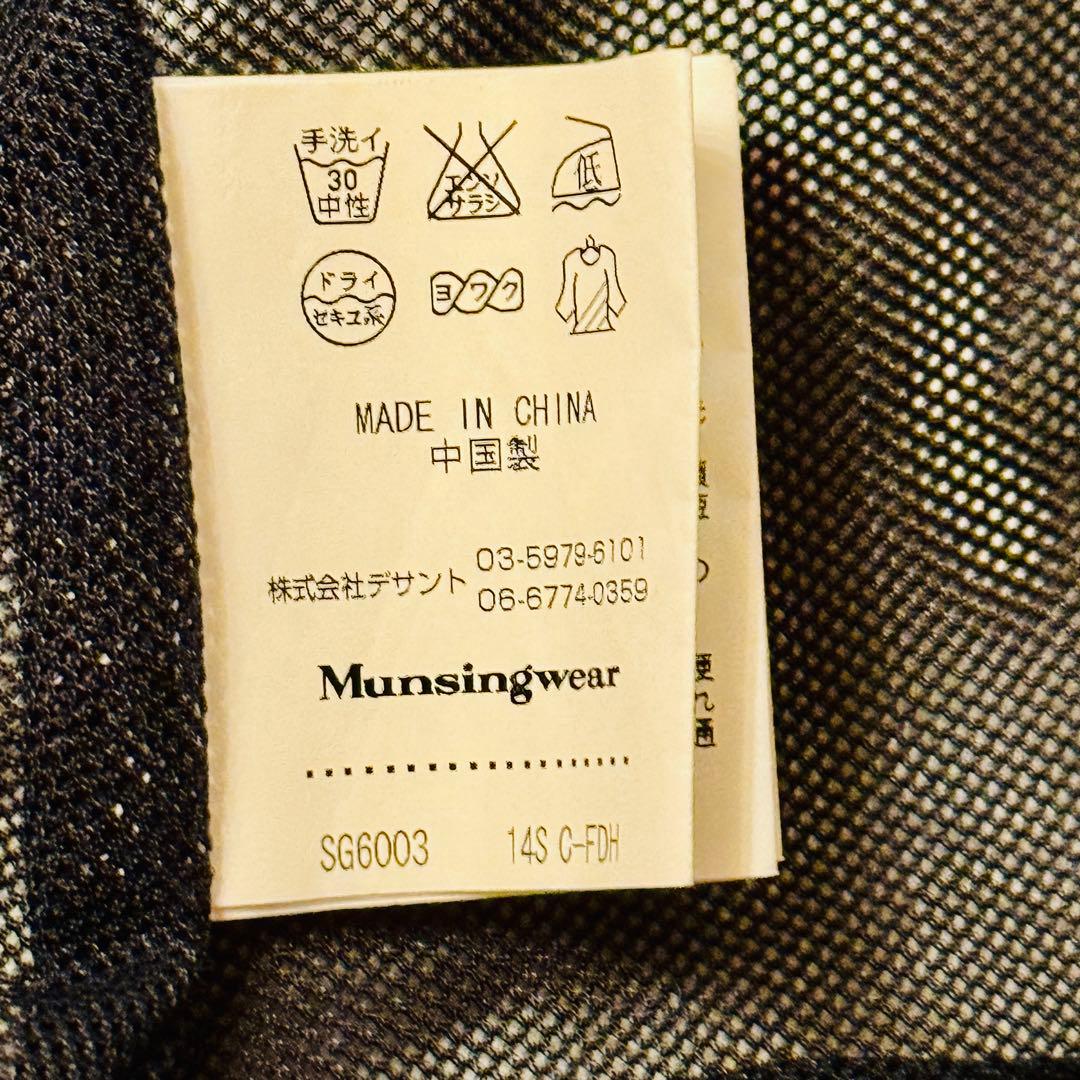 手洗イ
30
中性
エンソ
サラシ
低
ドライ
セキユ系
ヨワク
MADE IN CHINA
中国製
株式会社デサント
03-5979-6101
06-6774-0359
Munsingwear
SG6003 14S C-FDH